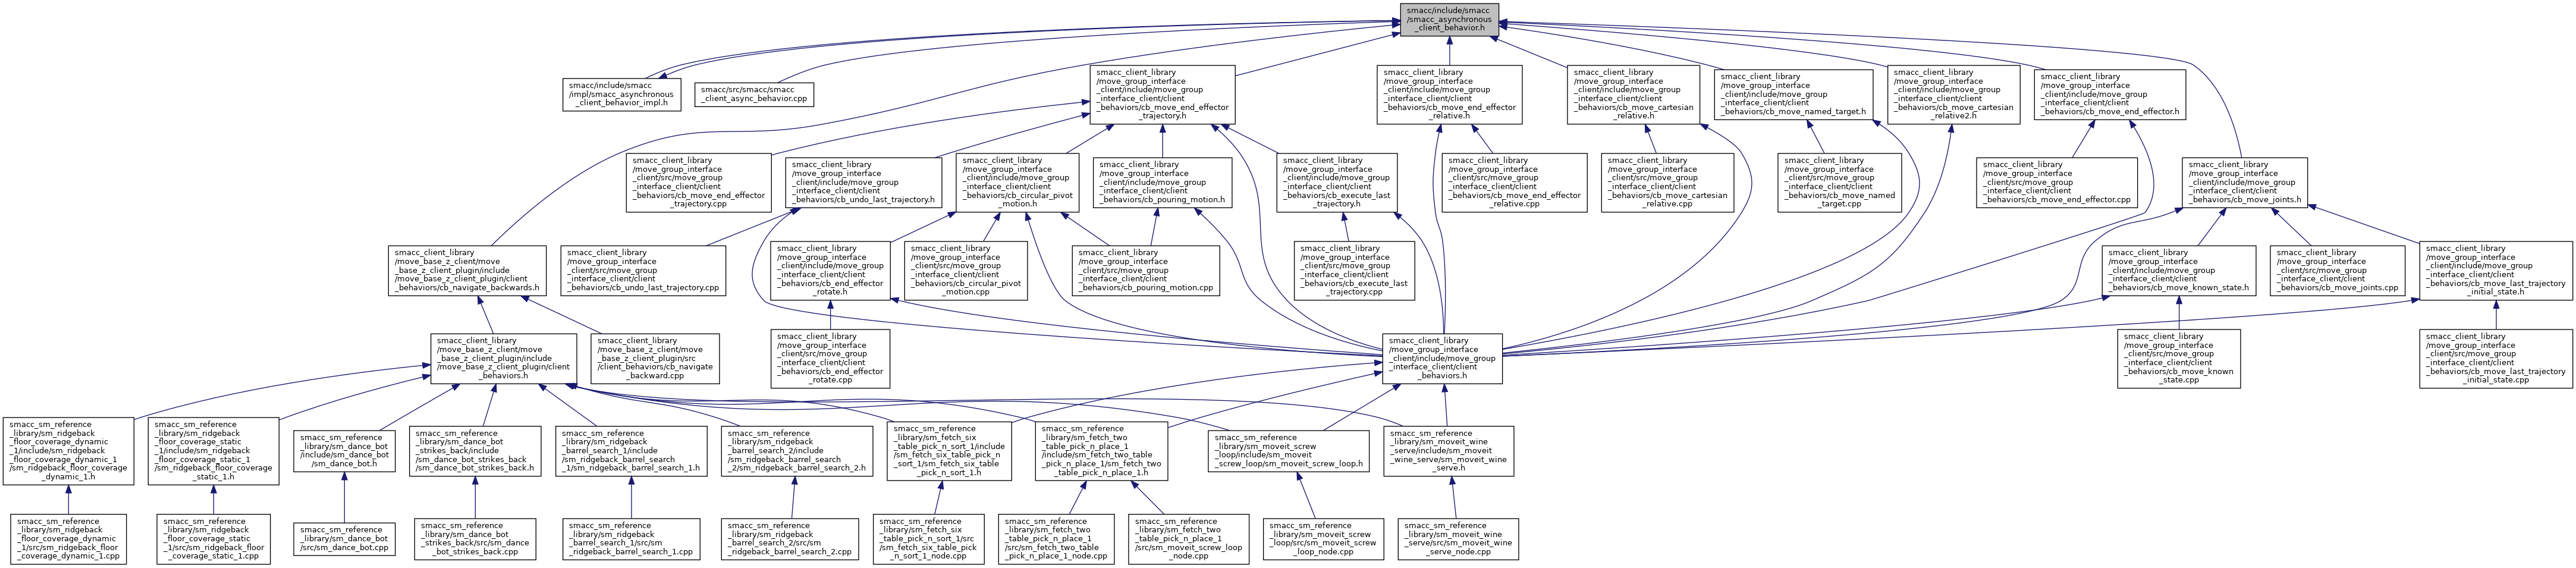 smacc/include/smacc
/smacc_asynchronous
_client_behavior.h
smacc/include/smacc
/impl/smacc_asynchronous
_client_behavior_impl.h
smacc/src/smacc/smacc
_client_async_behavior.cpp
smacc_client_library
/move_group_interface
_client/include/move_group
_interface_client/client
_behaviors/cb_move_end_effector
_trajectory.h
smacc_client_library
/move_group_interface
_client/include/move_group
_interface_client/client
_behaviors/cb_move_end_effector
_relative.h
smacc_client_library
/move_group_interface
_client/include/move_group
_interface_client/client
_behaviors/cb_move_cartesian
_relative.h
smacc_client_library
/move_group_interface
_client/include/move_group
_interface_client/client
_behaviors/cb_move_named_target.h
smacc_client_library
/move_group_interface
_client/include/move_group
_interface_client/client
_behaviors/cb_move_cartesian
_relative2.h
smacc_client_library
/move_group_interface
_client/include/move_group
_interface_client/client
_behaviors/cb_move_end_effector.h
smacc_client_library
/move_group_interface
_client/src/move_group
_interface_client/client
_behaviors/cb_move_end_effector
_trajectory.cpp
smacc_client_library
/move_group_interface
_client/include/move_group
_interface_client/client
_behaviors/cb_undo_last_trajectory.h
smacc_client_library
/move_group_interface
_client/include/move_group
_interface_client/client
_behaviors/cb_circular_pivot
_motion.h
smacc_client_library
/move_group_interface
_client/include/move_group
_interface_client/client
_behaviors/cb_pouring_motion.h
smacc_client_library
/move_group_interface
_client/include/move_group
_interface_client/client
_behaviors/cb_execute_last
_trajectory.h
smacc_client_library
/move_group_interface
_client/src/move_group
_interface_client/client
_behaviors/cb_move_end_effector
_relative.cpp
smacc_client_library
/move_group_interface
_client/src/move_group
_interface_client/client
_behaviors/cb_move_cartesian
_relative.cpp
smacc_client_library
/move_group_interface
_client/src/move_group
_interface_client/client
_behaviors/cb_move_named
_target.cpp
smacc_client_library
/move_group_interface
_client/src/move_group
_interface_client/client
_behaviors/cb_move_end_effector.cpp
smacc_client_library
/move_group_interface
_client/include/move_group
_interface_client/client
_behaviors/cb_move_joints.h
smacc_client_library
/move_base_z_client/move
_base_z_client_plugin/include
/move_base_z_client_plugin/client
_behaviors/cb_navigate_backwards.h
smacc_client_library
/move_group_interface
_client/src/move_group
_interface_client/client
_behaviors/cb_undo_last_trajectory.cpp
smacc_client_library
/move_group_interface
_client/include/move_group
_interface_client/client
_behaviors/cb_end_effector
_rotate.h
smacc_client_library
/move_group_interface
_client/src/move_group
_interface_client/client
_behaviors/cb_circular_pivot
_motion.cpp
smacc_client_library
/move_group_interface
_client/src/move_group
_interface_client/client
_behaviors/cb_pouring_motion.cpp
smacc_client_library
/move_group_interface
_client/src/move_group
_interface_client/client
_behaviors/cb_execute_last
_trajectory.cpp
smacc_client_library
/move_group_interface
_client/include/move_group
_interface_client/client
_behaviors/cb_move_known_state.h
smacc_client_library
/move_group_interface
_client/src/move_group
_interface_client/client
_behaviors/cb_move_joints.cpp
smacc_client_library
/move_group_interface
_client/include/move_group
_interface_client/client
_behaviors/cb_move_last_trajectory
_initial_state.h
smacc_client_library
/move_base_z_client/move
_base_z_client_plugin/include
/move_base_z_client_plugin/client
_behaviors.h
smacc_client_library
/move_base_z_client/move
_base_z_client_plugin/src
/client_behaviors/cb_navigate
_backward.cpp
smacc_client_library
/move_group_interface
_client/src/move_group
_interface_client/client
_behaviors/cb_end_effector
_rotate.cpp
smacc_client_library
/move_group_interface
_client/include/move_group
_interface_client/client
_behaviors.h
smacc_client_library
/move_group_interface
_client/src/move_group
_interface_client/client
_behaviors/cb_move_known
_state.cpp
smacc_client_library
/move_group_interface
_client/src/move_group
_interface_client/client
_behaviors/cb_move_last_trajectory
_initial_state.cpp
smacc_sm_reference
_library/sm_ridgeback
_floor_coverage_dynamic
_1/include/sm_ridgeback
_floor_coverage_dynamic_1
/sm_ridgeback_floor_coverage
_dynamic_1.h
smacc_sm_reference
_library/sm_ridgeback
_floor_coverage_static
_1/include/sm_ridgeback
_floor_coverage_static_1
/sm_ridgeback_floor_coverage
_static_1.h
smacc_sm_reference
_library/sm_dance_bot
/include/sm_dance_bot
/sm_dance_bot.h
smacc_sm_reference
_library/sm_dance_bot
_strikes_back/include
/sm_dance_bot_strikes_back
/sm_dance_bot_strikes_back.h
smacc_sm_reference
_library/sm_ridgeback
_barrel_search_1/include
/sm_ridgeback_barrel_search
_1/sm_ridgeback_barrel_search_1.h
smacc_sm_reference
_library/sm_ridgeback
_barrel_search_2/include
/sm_ridgeback_barrel_search
_2/sm_ridgeback_barrel_search_2.h
smacc_sm_reference
_library/sm_fetch_six
_table_pick_n_sort_1/include
/sm_fetch_six_table_pick_n
_sort_1/sm_fetch_six_table
_pick_n_sort_1.h
smacc_sm_reference
_library/sm_fetch_two
_table_pick_n_place_1
/include/sm_fetch_two_table
_pick_n_place_1/sm_fetch_two
_table_pick_n_place_1.h
smacc_sm_reference
_library/sm_moveit_screw
_loop/include/sm_moveit
_screw_loop/sm_moveit_screw_loop.h
smacc_sm_reference
_library/sm_moveit_wine
_serve/include/sm_moveit
_wine_serve/sm_moveit_wine
_serve.h
smacc_sm_reference
_library/sm_ridgeback
_floor_coverage_dynamic
_1/src/sm_ridgeback_floor
_coverage_dynamic_1.cpp
smacc_sm_reference
_library/sm_ridgeback
_floor_coverage_static
_1/src/sm_ridgeback_floor
_coverage_static_1.cpp
smacc_sm_reference
_library/sm_dance_bot
/src/sm_dance_bot.cpp
smacc_sm_reference
_library/sm_dance_bot
_strikes_back/src/sm_dance
_bot_strikes_back.cpp
smacc_sm_reference
_library/sm_ridgeback
_barrel_search_1/src/sm
_ridgeback_barrel_search_1.cpp
smacc_sm_reference
_library/sm_ridgeback
_barrel_search_2/src/sm
_ridgeback_barrel_search_2.cpp
smacc_sm_reference
_library/sm_fetch_six
_table_pick_n_sort_1/src
/sm_fetch_six_table_pick
_n_sort_1_node.cpp
smacc_sm_reference
_library/sm_fetch_two
_table_pick_n_place_1
/src/sm_fetch_two_table
_pick_n_place_1_node.cpp
smacc_sm_reference
_library/sm_fetch_two
_table_pick_n_place_1
/src/sm_moveit_screw_loop
_node.cpp
smacc_sm_reference
_library/sm_moveit_screw
_loop/src/sm_moveit_screw
_loop_node.cpp
smacc_sm_reference
_library/sm_moveit_wine
_serve/src/sm_moveit_wine
_serve_node.cpp